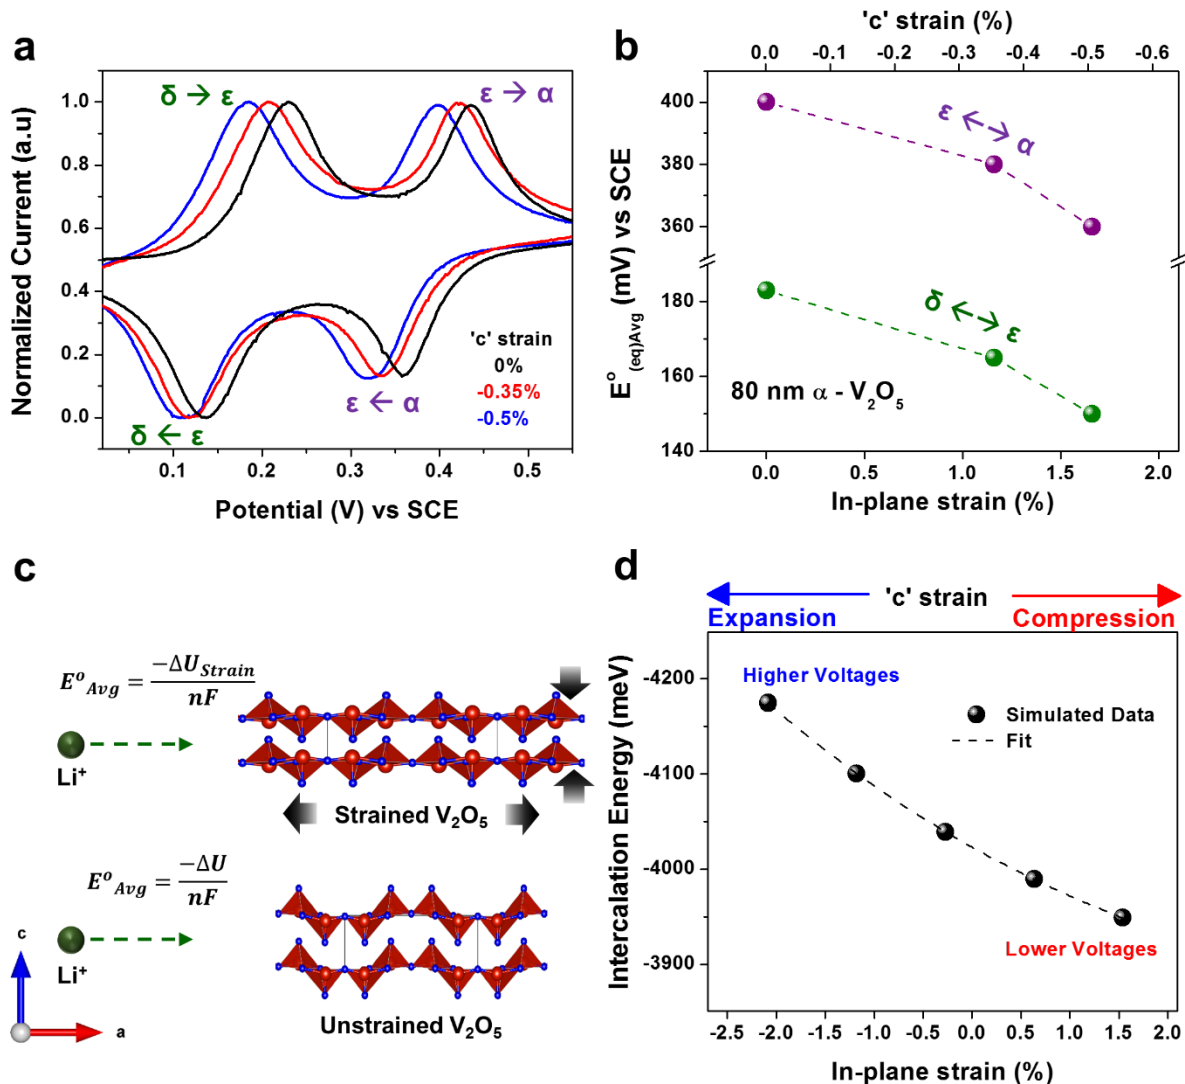 a
Normalized Current (a.u)
1.0
0.8
0.6
0.4
0.2
0.0
δ → ε
ε → α
ε ← α
δ ← ε
'c' strain
0%
-0.35%
-0.5%
0.1 0.2 0.3 0.4 0.5
Potential (V) vs SCE
b
'c' strain (%)
0.0 -0.1 -0.2 -0.3 -0.4 -0.5 -0.6
E°(eq)Avg (mV) vs SCE
400
380
360
180
160
140
ε ←→ α
δ ←→ ε
80 nm α - V₂O₅
0.0 0.5 1.0 1.5 2.0
In-plane strain (%)
c
E°Avg = −ΔU_Strain / nF
Li⁺
Strained V₂O₅
E°Avg = −ΔU / nF
Li⁺
c
a
Unstrained V₂O₅
d
'c' strain
Expansion
Compression
Intercalation Energy (meV)
-4200
-4100
-4000
-3900
Higher Voltages
Simulated Data
Fit
Lower Voltages
-2.5 -2.0 -1.5 -1.0 -0.5 0.0 0.5 1.0 1.5 2.0
In-plane strain (%)